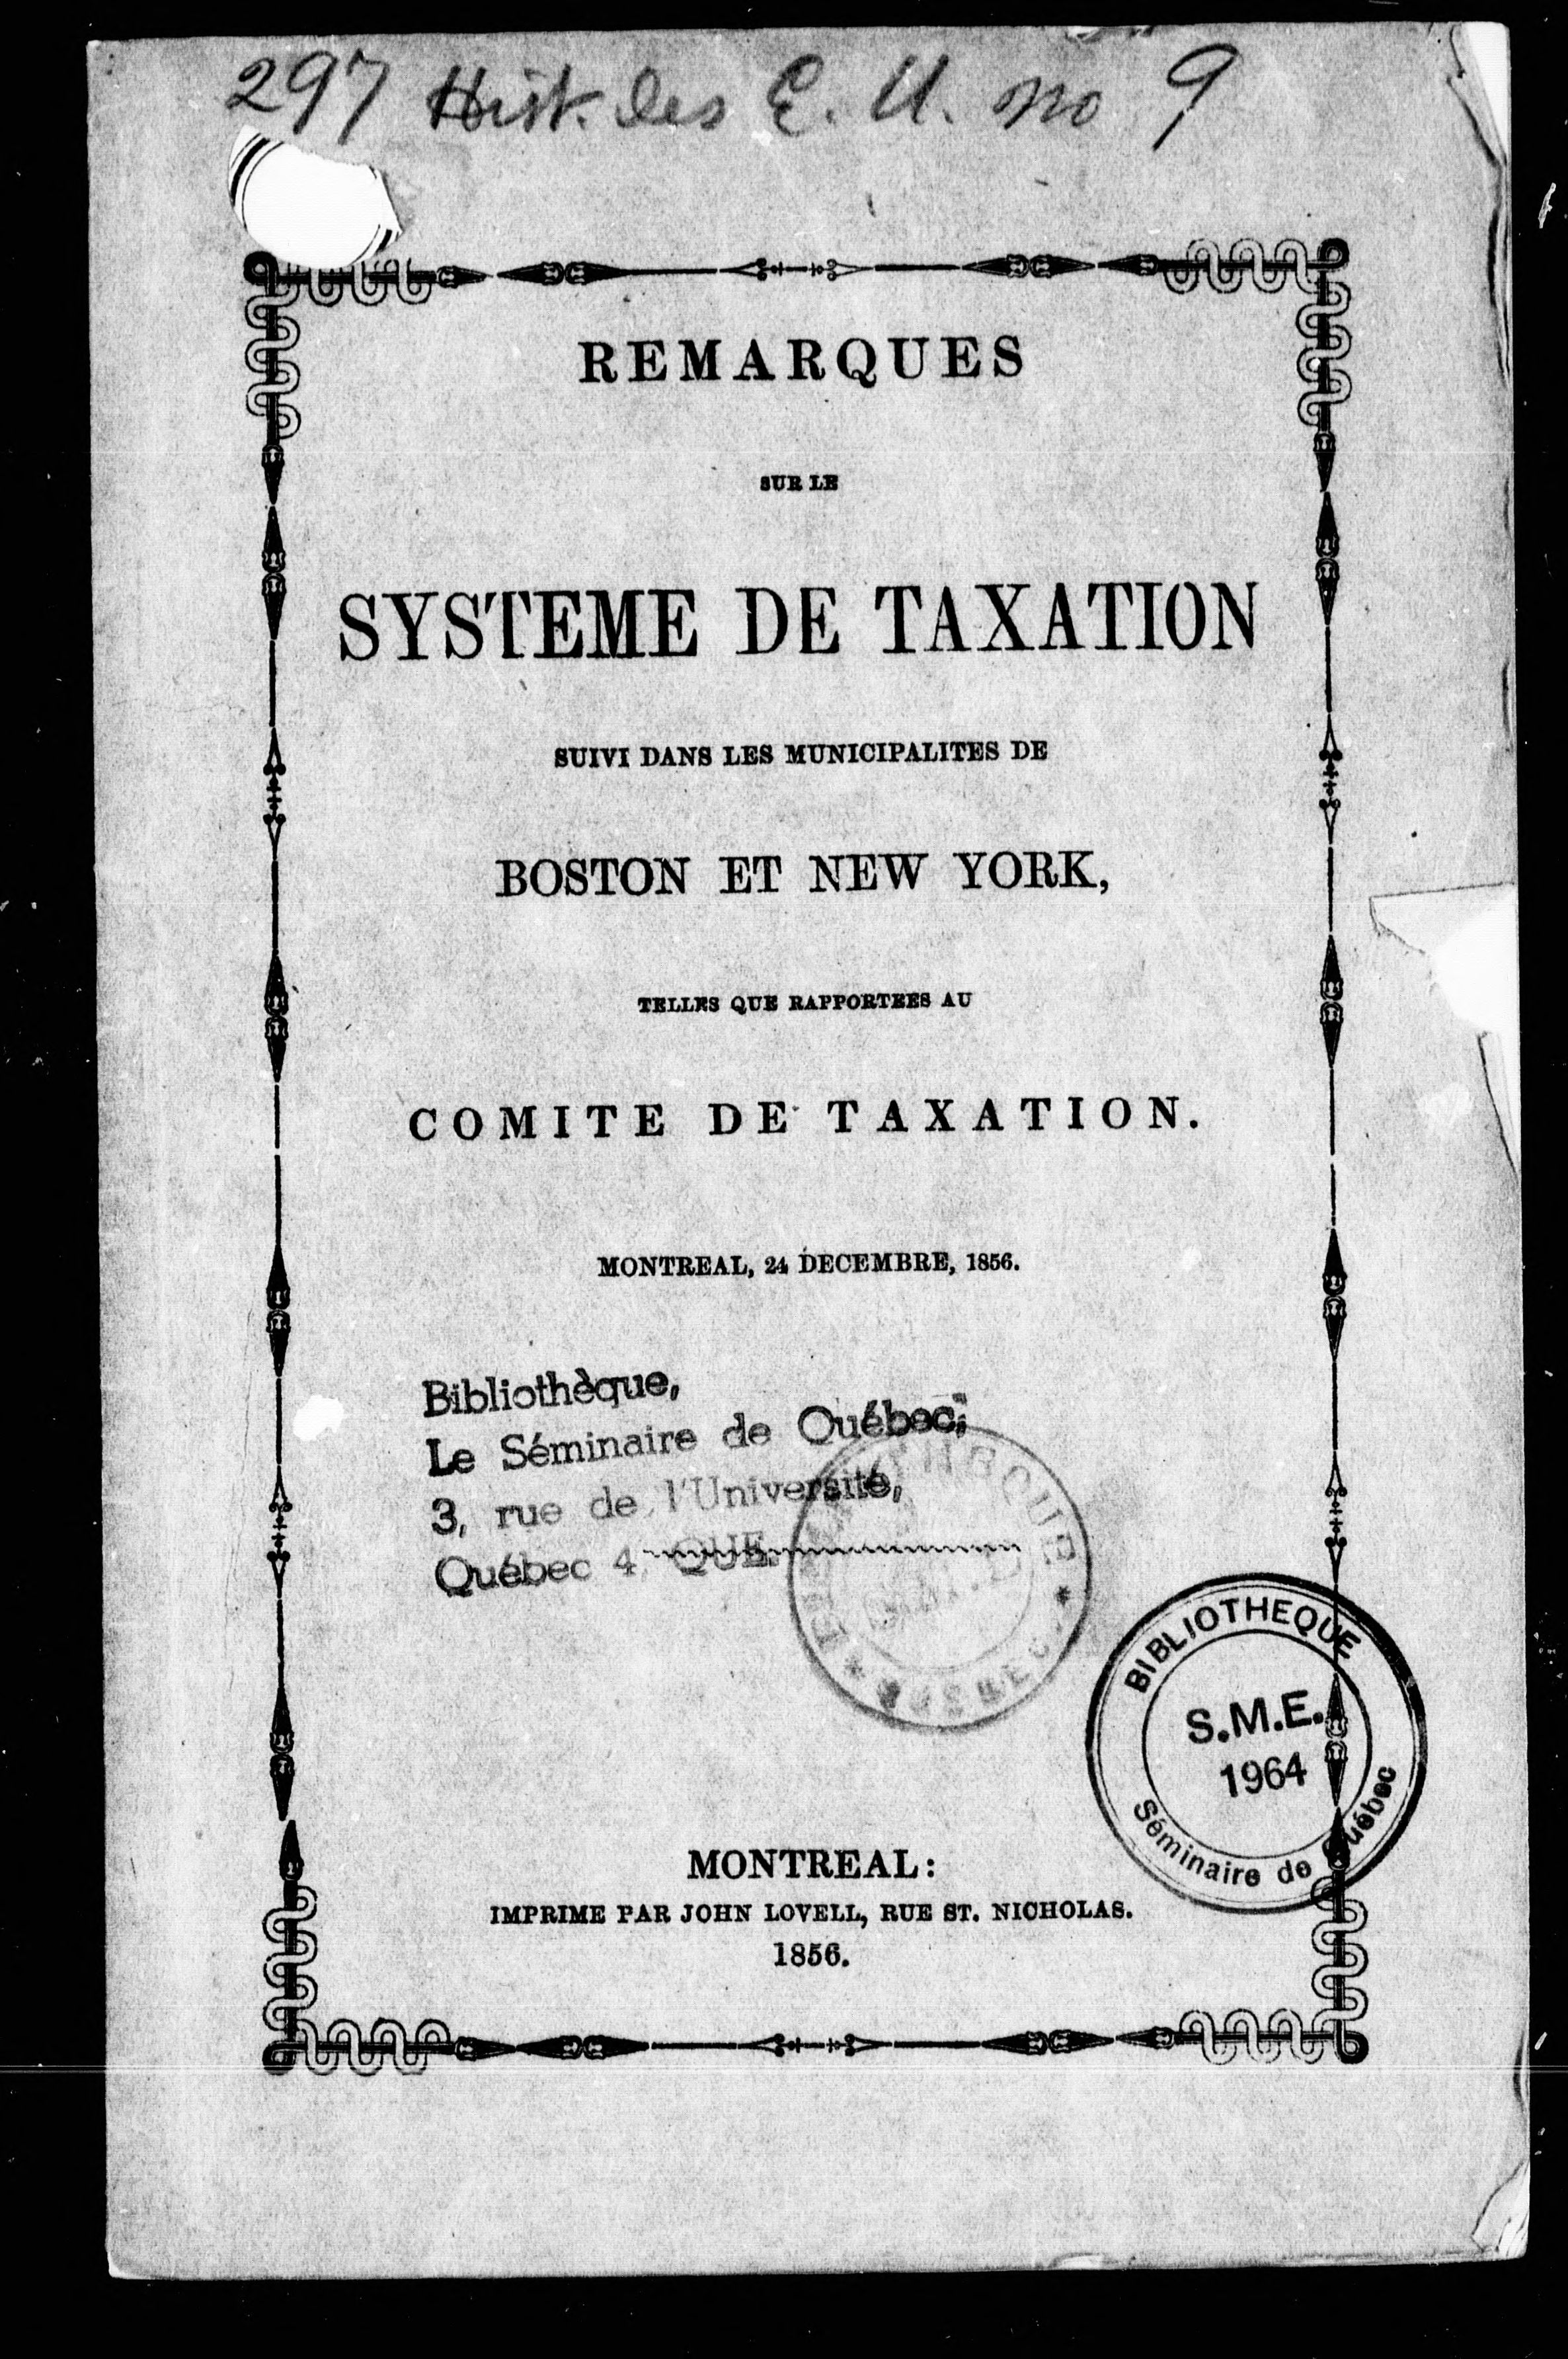 297 Hist. des E. U. no 9
REMARQUES
SUR LE
SYSTEME DE TAXATION
SUIVI DANS LES MUNICIPALITES DE
BOSTON ET NEW YORK,
TELLES QUE RAPPORTEES AU
COMITE DE TAXATION.
MONTREAL, 24 DECEMBRE, 1856.
Bibliothèque,
Le Séminaire de Québec,
3, rue de l'Université,
Québec 4, QUE.
BIBLIOTHEQUE
S.M.E.
1964
Séminaire de Québec
MONTREAL:
IMPRIME PAR JOHN LOVELL, RUE ST. NICHOLAS.
1856.